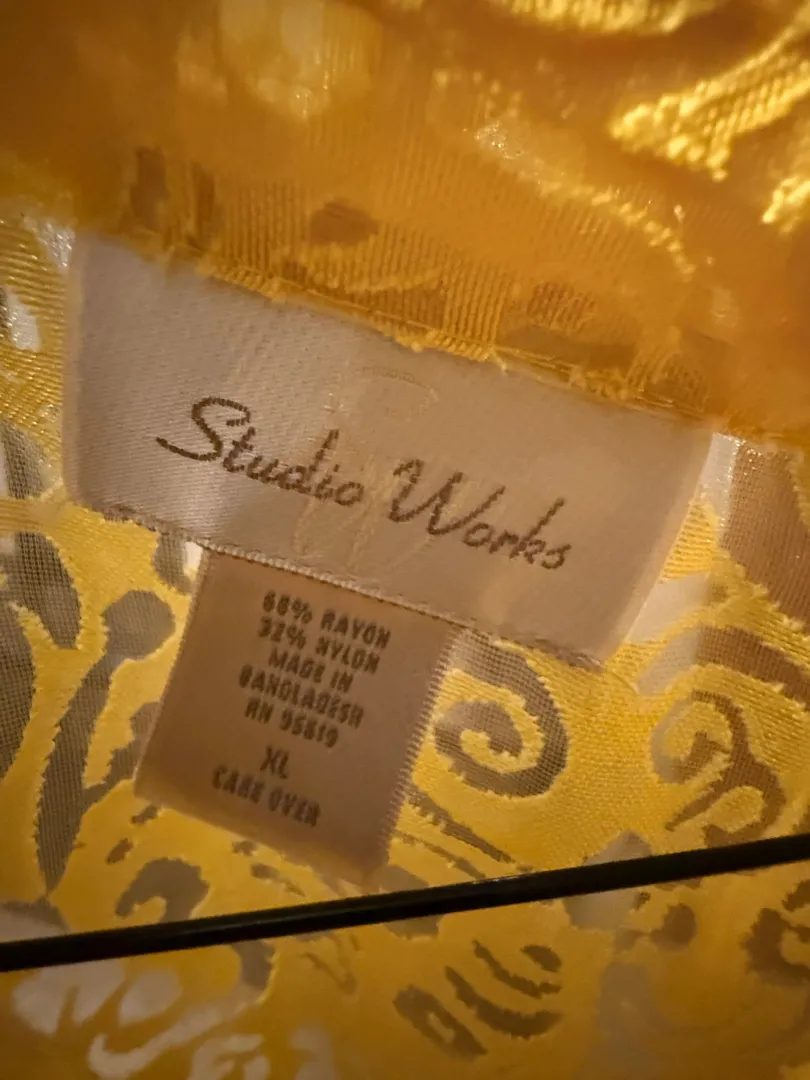 Studio Works
68% RAYON
32% NYLON
MADE IN
BANGLADESH
RN 95819
XL
CARE OVER